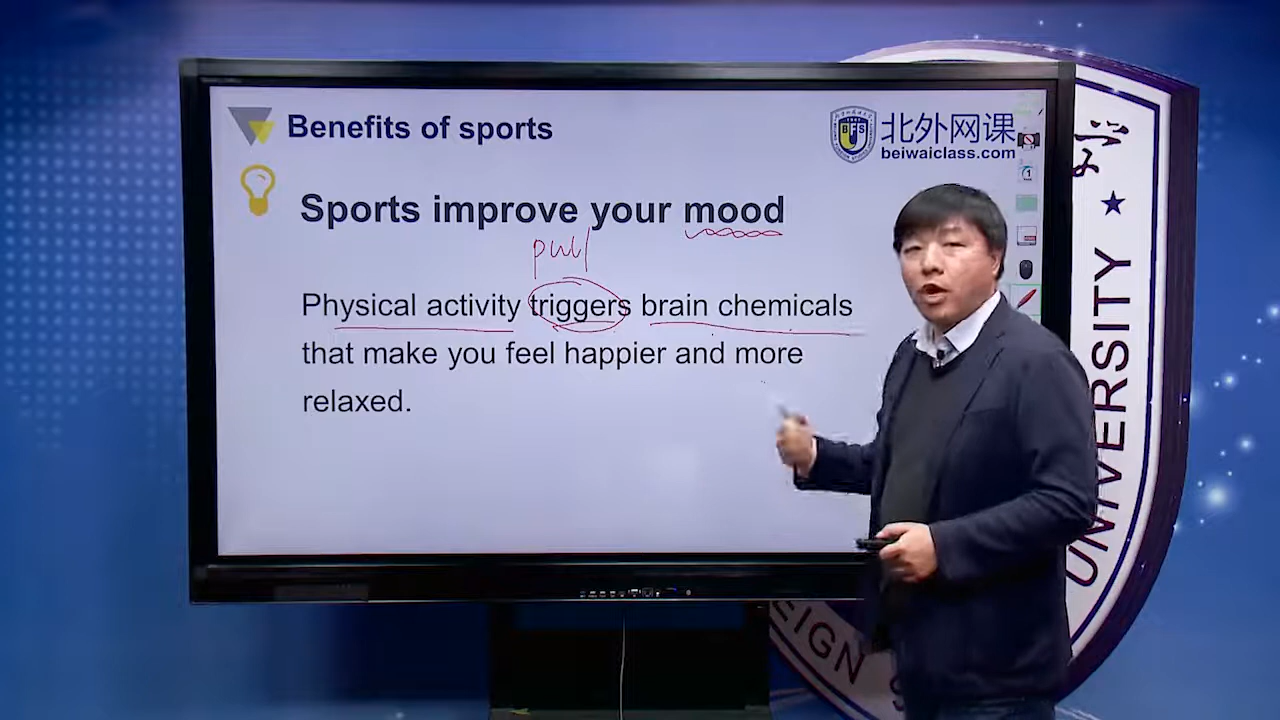 Benefits of sports
北外网课
beiwaiclass.com
Sports improve your mood
pull
Physical activity triggers brain chemicals
that make you feel happier and more
relaxed.
UNIVERSITY
EIGN S